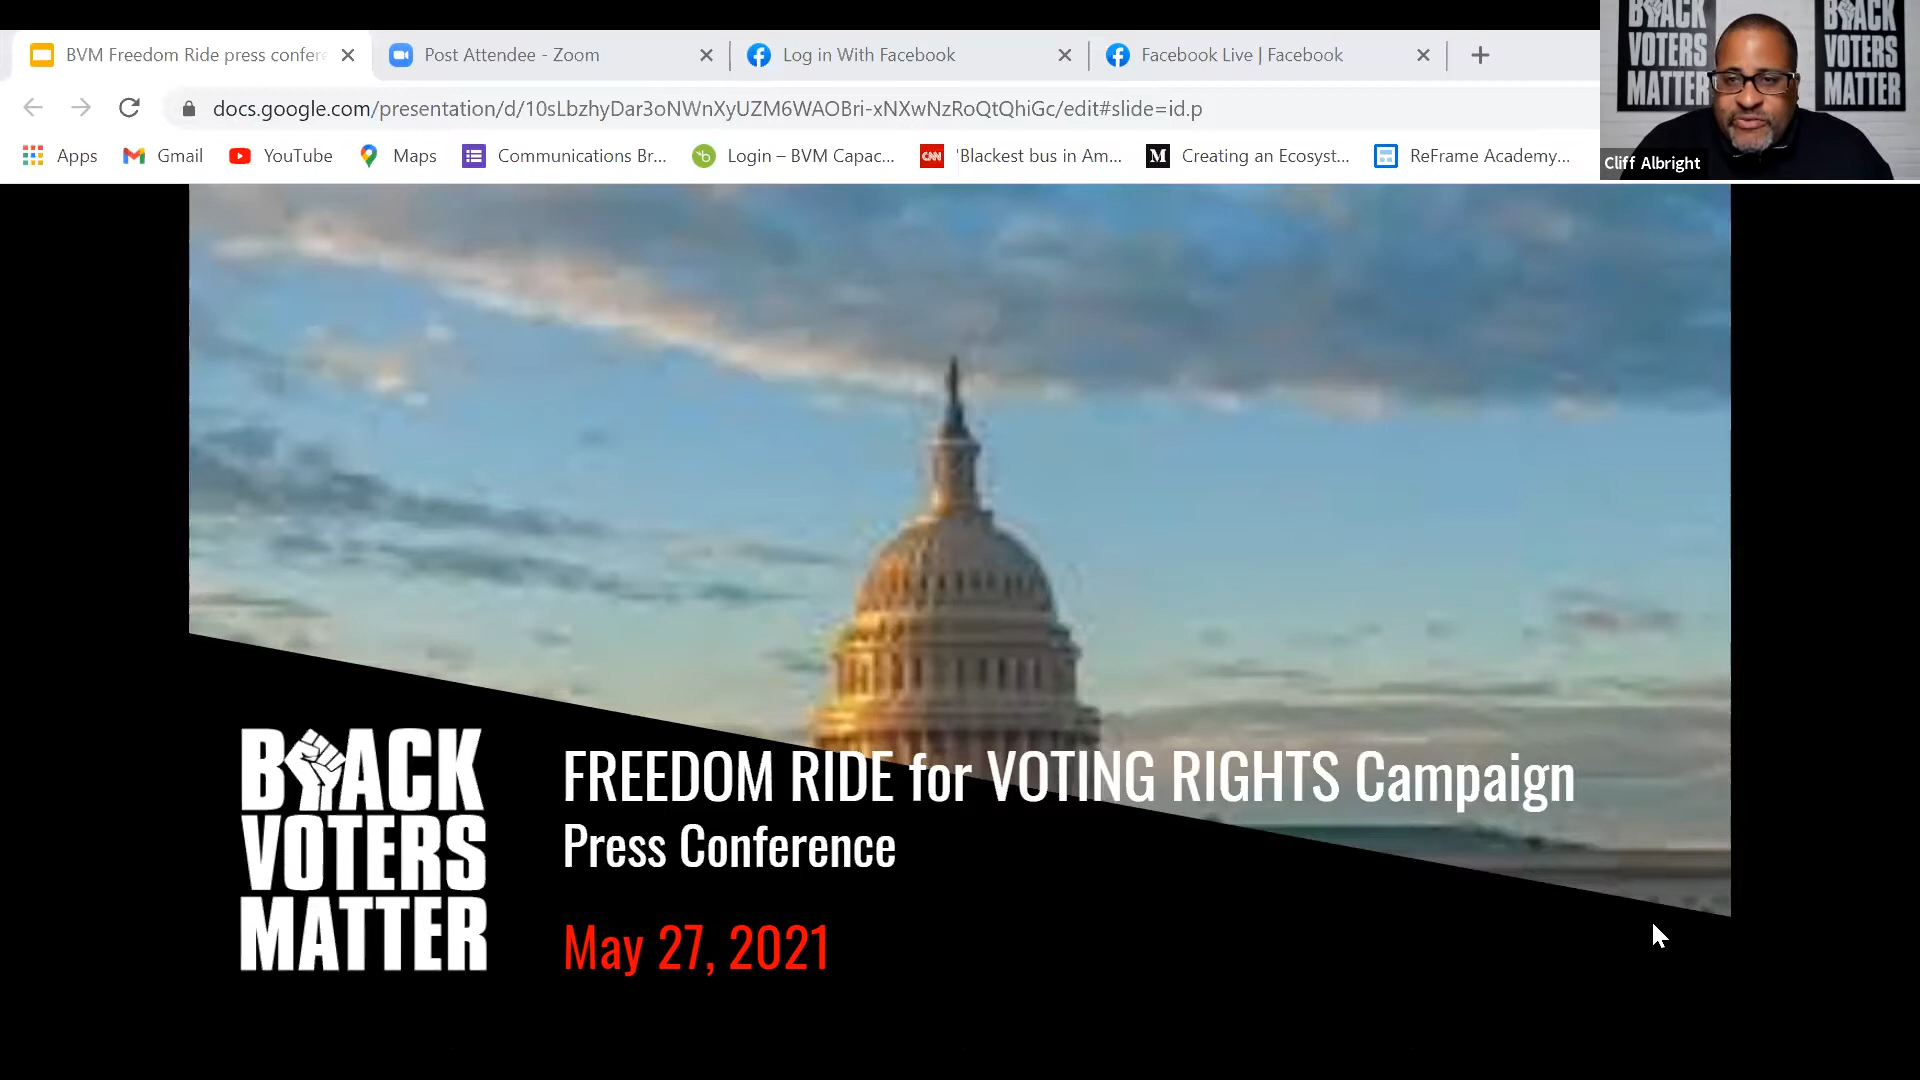 BVM Freedom Ride press confere
Post Attendee - Zoom
Log in With Facebook
Facebook Live | Facebook
docs.google.com/presentation/d/10sLbzhyDar3oNWnXyUZM6WAOBri-xNXwNzRoQtQhiGc/edit#slide=id.p
Apps
Gmail
YouTube
Maps
Communications Br...
Login – BVM Capac...
CNN
'Blackest bus in Am...
M
Creating an Ecosyst...
ReFrame Academy...
BLACK
VOTERS
MATTER
BLACK
VOTERS
MATTER
Cliff Albright
BLACK
VOTERS
MATTER
FREEDOM RIDE for VOTING RIGHTS Campaign
Press Conference
May 27, 2021